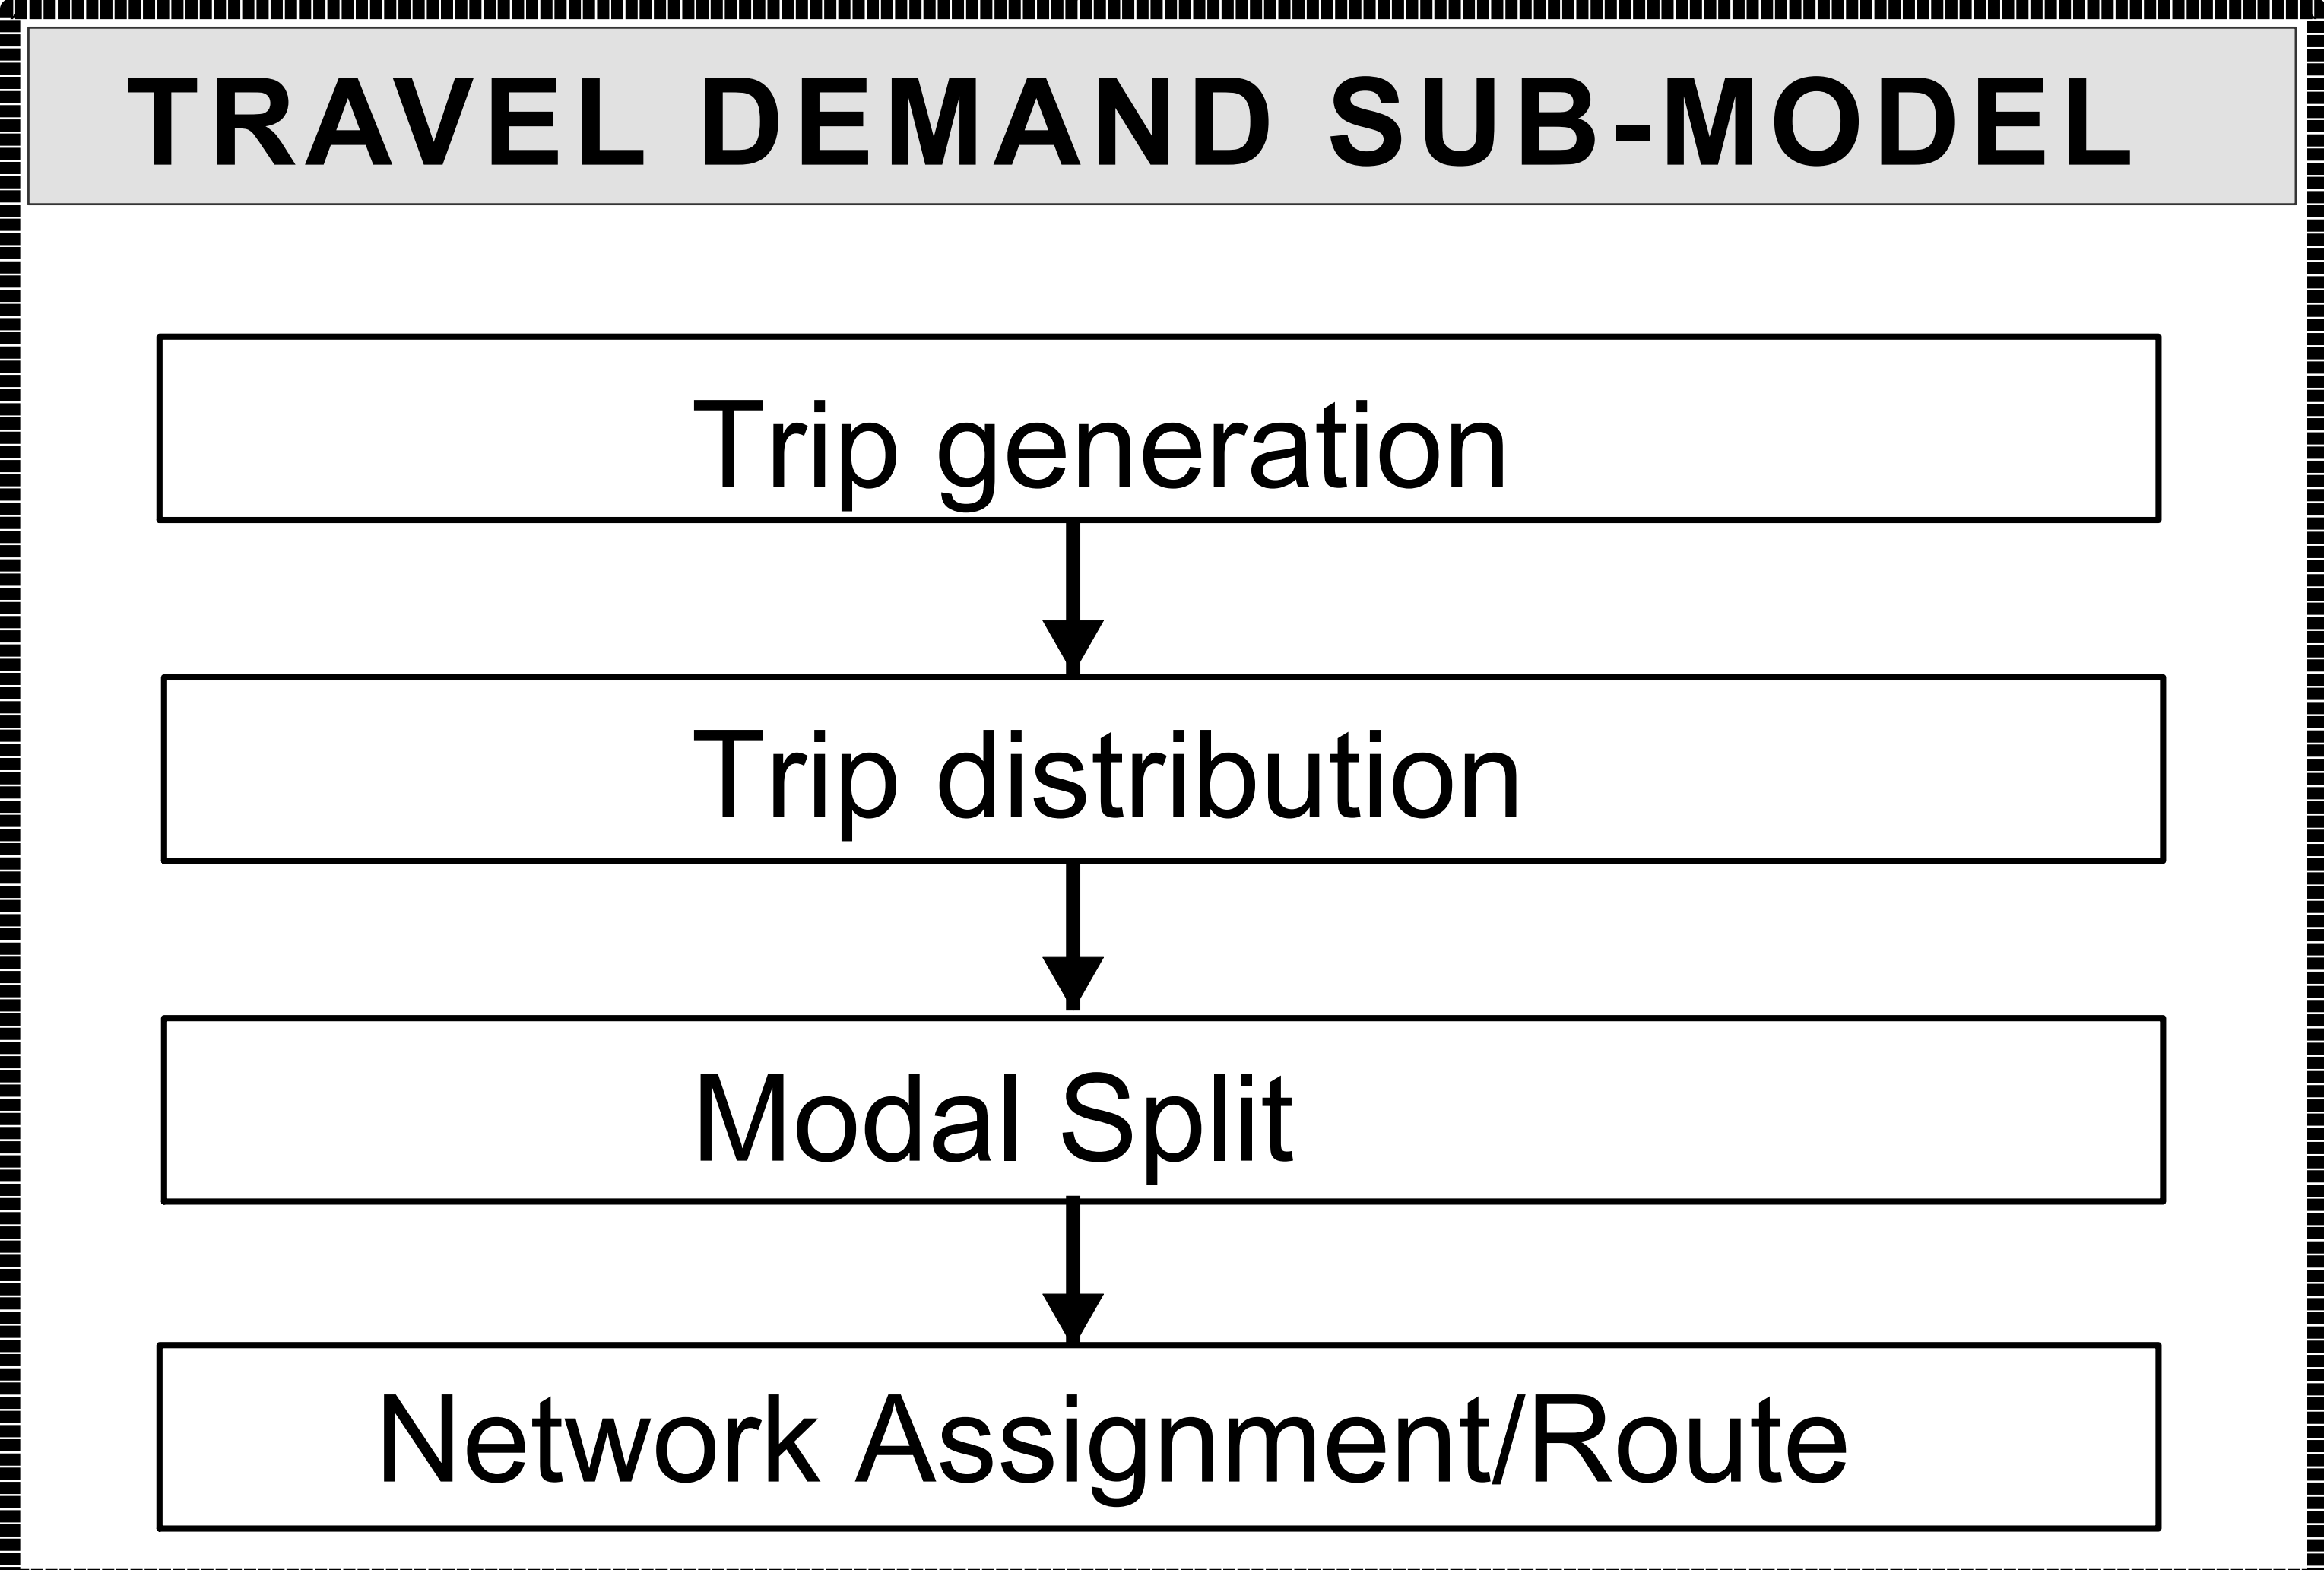 TRAVEL DEMAND SUB-MODEL
Trip generation
Trip distribution
Modal Split
Network Assignment/Route